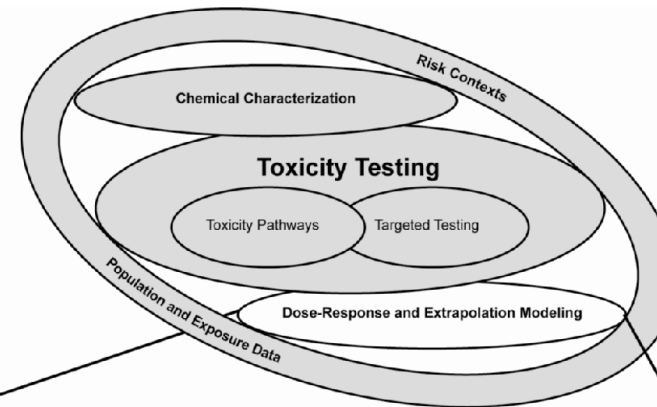 Risk Contexts
Chemical Characterization
Toxicity Testing
Toxicity Pathways
Targeted Testing
Population and Exposure Data
Dose-Response and Extrapolation Modeling